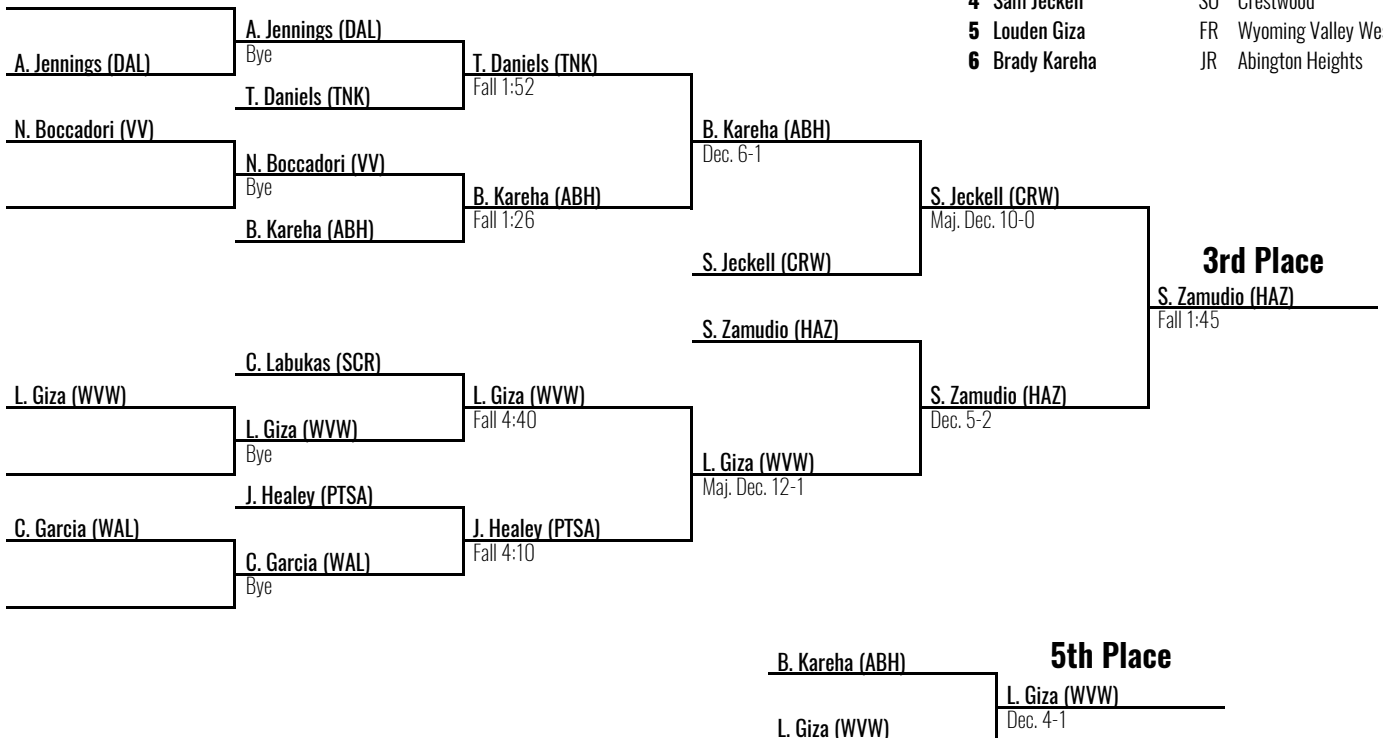 4 Sam Jeckell SO Crestwood
A. Jennings (DAL)
5 Louden Giza FR Wyoming Valley We
Bye
A. Jennings (DAL)
T. Daniels (TNK)
6 Brady Kareha JR Abington Heights
Fall 1:52
T. Daniels (TNK)
N. Boccadori (VV)
B. Kareha (ABH)
Dec. 6-1
N. Boccadori (VV)
Bye
B. Kareha (ABH)
S. Jeckell (CRW)
Fall 1:26
Maj. Dec. 10-0
B. Kareha (ABH)
S. Jeckell (CRW)
3rd Place
S. Zamudio (HAZ)
Fall 1:45
S. Zamudio (HAZ)
C. Labukas (SCR)
L. Giza (WVW)
L. Giza (WVW)
S. Zamudio (HAZ)
Fall 4:40
Dec. 5-2
L. Giza (WVW)
Bye
L. Giza (WVW)
Maj. Dec. 12-1
J. Healey (PTSA)
C. Garcia (WAL)
J. Healey (PTSA)
Fall 4:10
C. Garcia (WAL)
Bye
B. Kareha (ABH)
5th Place
L. Giza (WVW)
Dec. 4-1
L. Giza (WVW)